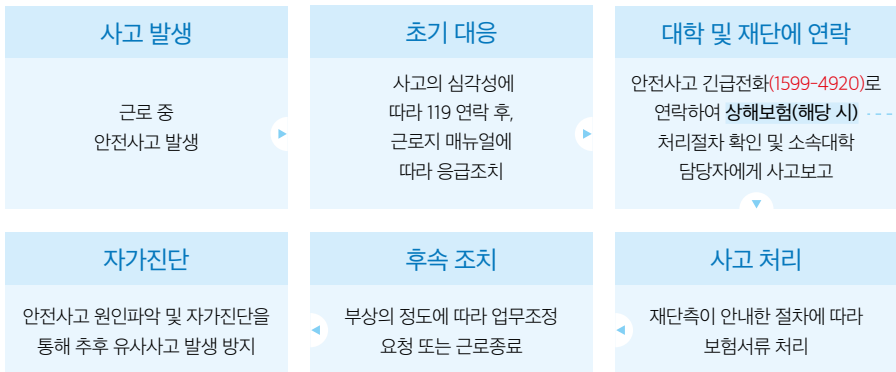 사고 발생
근로 중
안전사고 발생
초기 대응
사고의 심각성에
따라 119 연락 후,
근로지 매뉴얼에
따라 응급조치
대학 및 재단에 연락
안전사고 긴급전화(1599-4920)로
연락하여 상해보험(해당 시)
처리절차 확인 및 소속대학
담당자에게 사고보고
사고 처리
재단측이 안내한 절차에 따라
보험서류 처리
후속 조치
부상의 정도에 따라 업무조정
요청 또는 근로종료
자가진단
안전사고 원인파악 및 자가진단을
통해 추후 유사사고 발생 방지